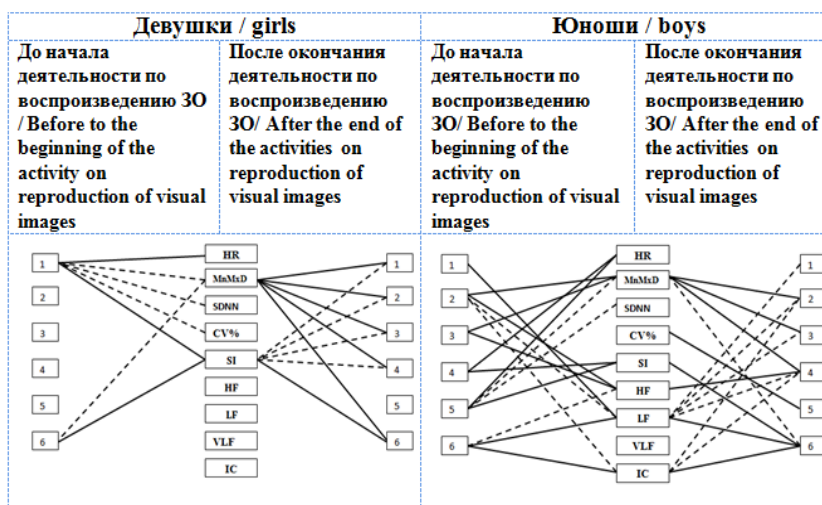 Девушки / girls
Юноши / boys
До начала
деятельности по
воспроизведению ЗО
/ Before to the
beginning of the
activity on
reproduction of visual
images
После окончания
деятельности по
воспроизведению
ЗО/ After the end of
the activities on
reproduction of
visual images
До начала
деятельности по
воспроизведению
ЗО/ Before to the
beginning of the
activity on
reproduction of visual
images
После окончания
деятельности по
воспроизведению
ЗО/ After the end of
the activities on
reproduction of
visual images
1
2
3
4
5
6
HR
MnMxD
SDNN
CV%
SI
HF
LF
VLF
IC
1
2
3
4
5
6
1
2
3
4
5
6
HR
MnMxD
SDNN
CV%
SI
HF
LF
VLF
IC
1
2
3
4
5
6